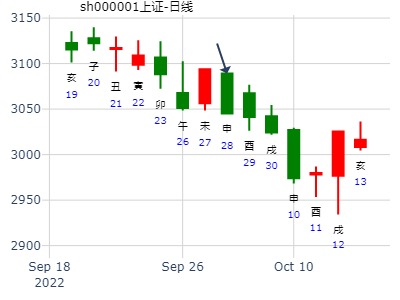 sh000001上证-日线
3150
3100
3050
3000
2950
2900
亥
19
子
20
丑
21
寅
22
卯
23
午
26
未
27
申
28
酉
29
戌
30
申
10
酉
11
戌
12
亥
13
Sep 18
2022
Sep 26
Oct 10